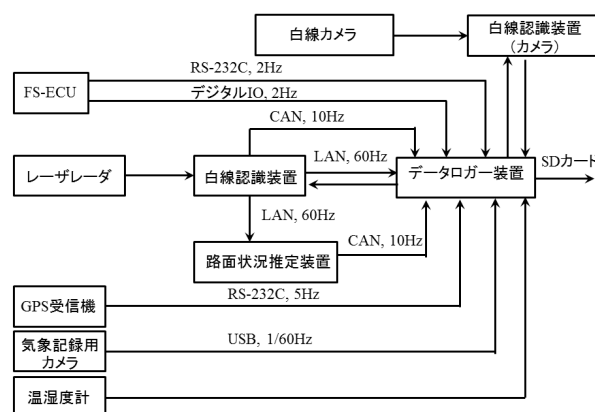 白線カメラ
白線認識装置
(カメラ)
RS-232C, 2Hz
FS-ECU
デジタルIO, 2Hz
CAN, 10Hz
LAN, 60Hz
SDカード
レーザレーダ
白線認識装置
データロガー装置
LAN, 60Hz
CAN, 10Hz
路面状況推定装置
RS-232C, 5Hz
GPS受信機
USB, 1/60Hz
気象記録用
カメラ
温湿度計